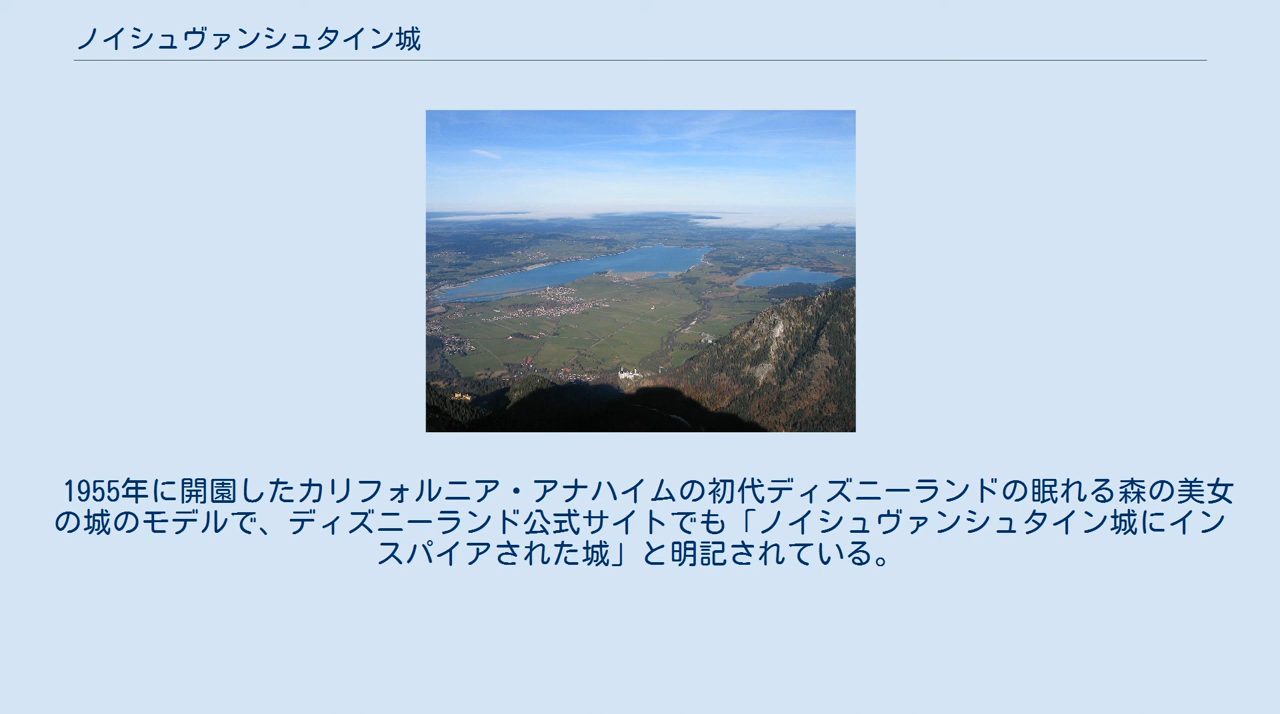 ノイシュヴァンシュタイン城
1955年に開園したカリフォルニア・アナハイムの初代ディズニーランドの眠れる森の美女
の城のモデルで、ディズニーランド公式サイトでも「ノイシュヴァンシュタイン城にイン
スパイアされた城」と明記されている。